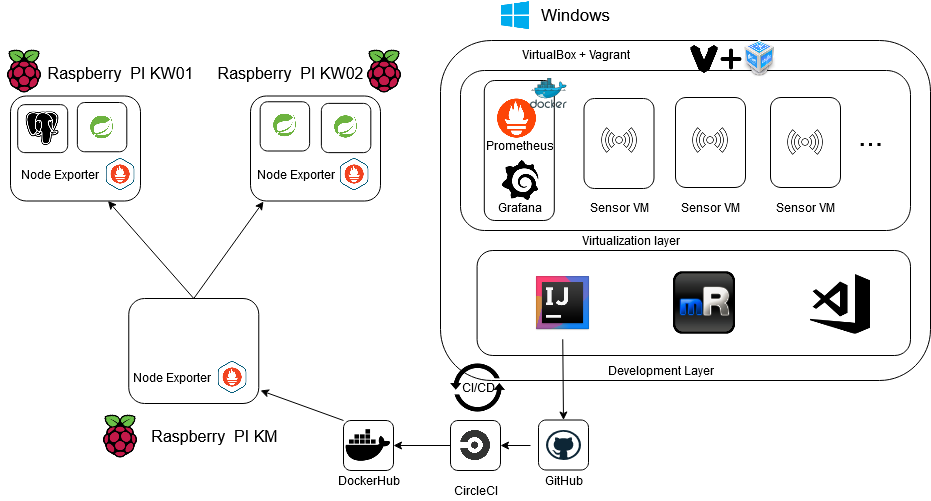 Windows
VirtualBox + Vagrant
V+
Raspberry PI KW01
Raspberry PI KW02
docker
Prometheus
Grafana
Sensor VM
Sensor VM
Sensor VM
...
Node Exporter
Node Exporter
Virtualization layer
IJ
mR
Development Layer
Node Exporter
CI/CD
Raspberry PI KM
DockerHub
CircleCI
GitHub